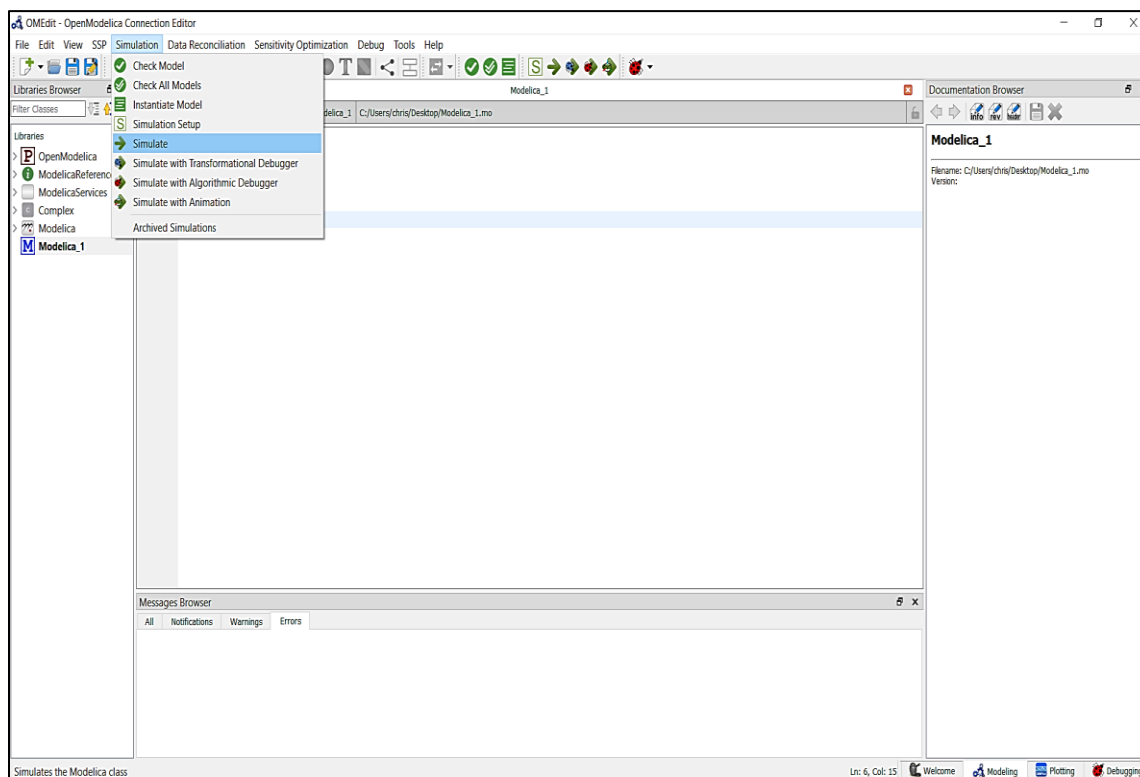 OMEdit - OpenModelica Connection Editor
File Edit View SSP Simulation Data Reconciliation Sensitivity Optimization Debug Tools Help
Check Model
Check All Models
Instantiate Model
Simulation Setup
Simulate
Simulate with Transformational Debugger
Simulate with Algorithmic Debugger
Simulate with Animation
Archived Simulations
Libraries Browser
Filter Classes
Libraries
OpenModelica
ModelicaReference
ModelicaServices
Complex
Modelica
Modelica_1
Modelica_1
delica_1 C:/Users/chris/Desktop/Modelica_1.mo
Documentation Browser
info rev hdr
Modelica_1
Filename: C:/Users/chris/Desktop/Modelica_1.mo
Version:
Messages Browser
All Notifications Warnings Errors
Simulates the Modelica class
Ln: 6, Col: 15 Welcome Modeling Plotting Debugging